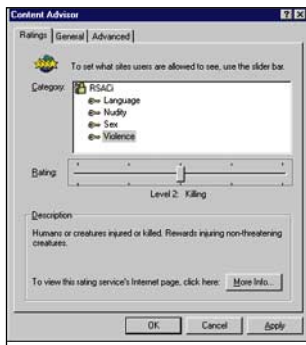 Content Advisor
Ratings General Advanced
To set what sites users are allowed to see, use the slider bar.
Category:
RSACi
Language
Nudity
Sex
Violence
Rating:
Level 2: Killing
Description
Humans or creatures injured or killed. Rewards injuring non-threatening
creatures.
To view this rating service's Internet page, click here: More Info...
OK Cancel Apply